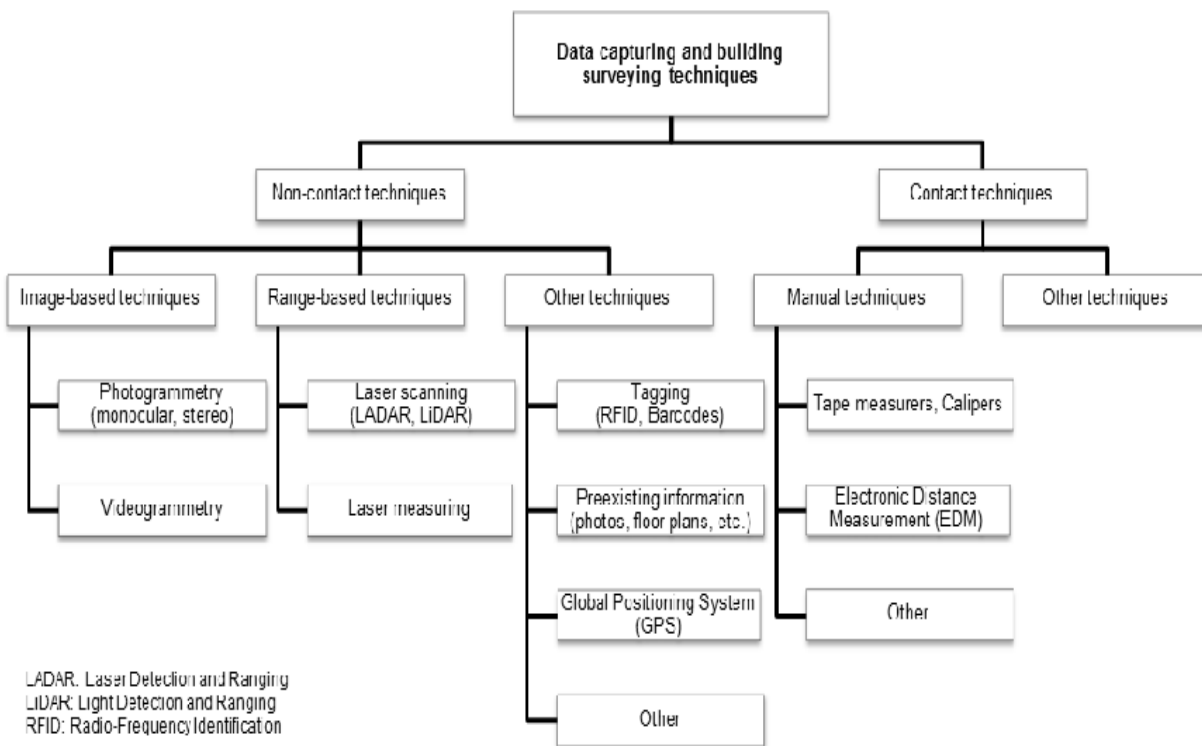 Data capturing and building
surveying techniques
Non-contact techniques
Contact techniques
Image-based techniques
Range-based techniques
Other techniques
Manual techniques
Other techniques
Photogrammetry
(monocular, stereo)
Laser scanning
(LADAR, LiDAR)
Tagging
(RFID, Barcodes)
Tape measurers, Calipers
Videogrammetry
Laser measuring
Preexisting information
(photos, floor plans, etc.)
Electronic Distance
Measurement (EDM)
Global Positioning System
(GPS)
Other
Other
LADAR: Laser Detection and Ranging
LiDAR: Light Detection and Ranging
RFID: Radio-Frequency Identification